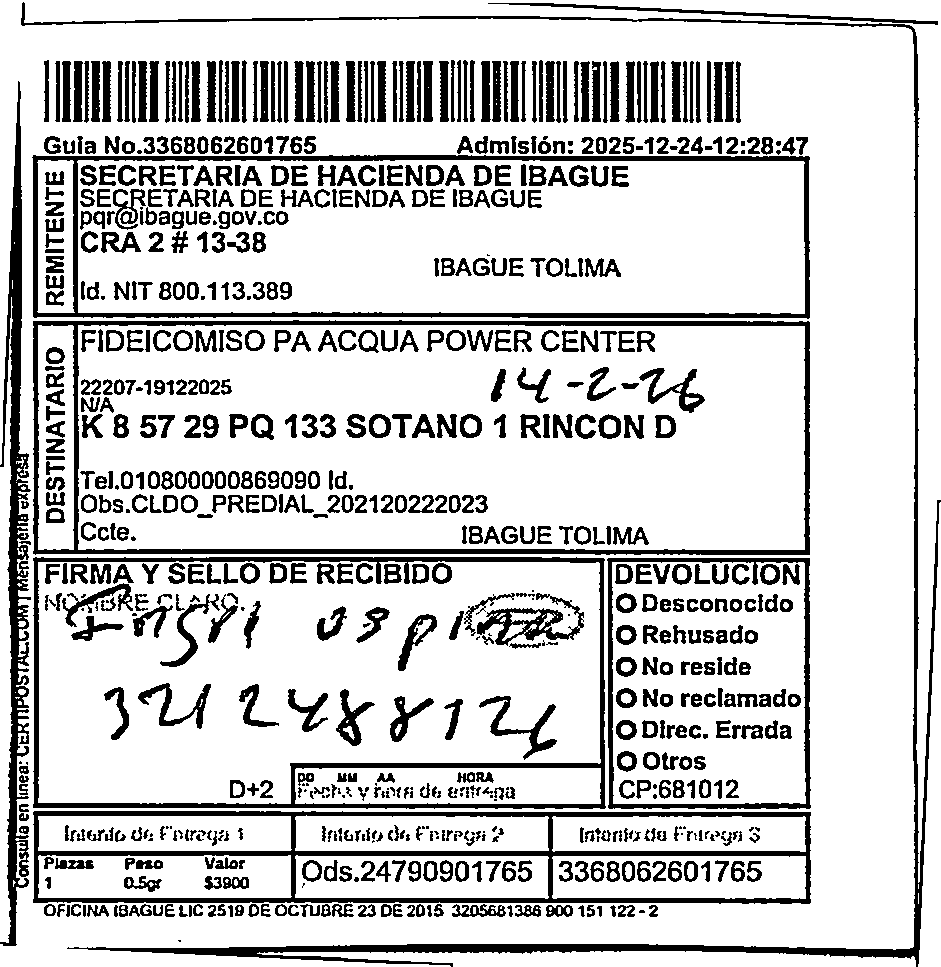 Guia No.3368062601765 Admisión: 2025-12-24-12:28:47
REMITENTE
SECRETARIA DE HACIENDA DE IBAGUE
SECRETARIA DE HACIENDA DE IBAGUE
pqr@ibague.gov.co
CRA 2 # 13-38
IBAGUE TOLIMA
Id. NIT 800.113.389
DESTINATARIO
FIDEICOMISO PA ACQUA POWER CENTER
14-2-26
22207-19122025
N/A
K 8 57 29 PQ 133 SOTANO 1 RINCON D
Tel.010800000869090 Id.
Obs.CLDO_PREDIAL_202120222023
Ccte. IBAGUE TOLIMA
Consulta en linea: CERTIPOSTAL.COM | Mensajeria expresa
FIRMA Y SELLO DE RECIBIDO
NOMBRE CLARO.
3212488126
D+2
DD MM AA HORA
Fecha y hora de entrega
DEVOLUCION
Desconocido
Rehusado
No reside
No reclamado
Direc. Errada
Otros
CP:681012
Intento de Entrega 1 Intento de Entrega 2 Intento de Entrega 3
Piezas Peso Valor
1 0.5gr $3900
Ods.24790901765 3368062601765
OFICINA IBAGUE LIC 2519 DE OCTUBRE 23 DE 2015 3205681386 900 151 122 - 2